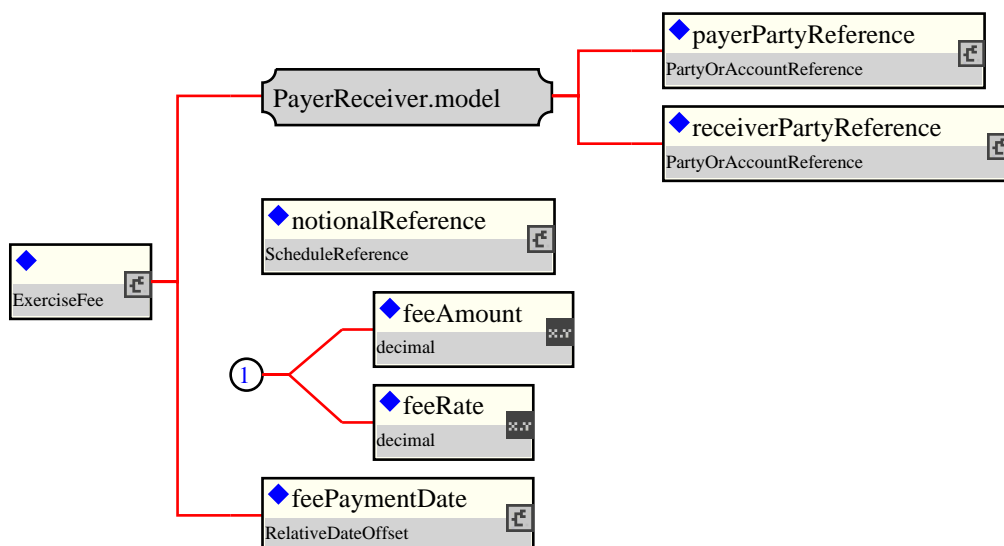 payerPartyReference
PartyOrAccountReference
PayerReceiver.model
receiverPartyReference
PartyOrAccountReference
notionalReference
ScheduleReference
ExerciseFee
feeAmount
decimal
X.Y
1
feeRate
decimal
X.Y
feePaymentDate
RelativeDateOffset